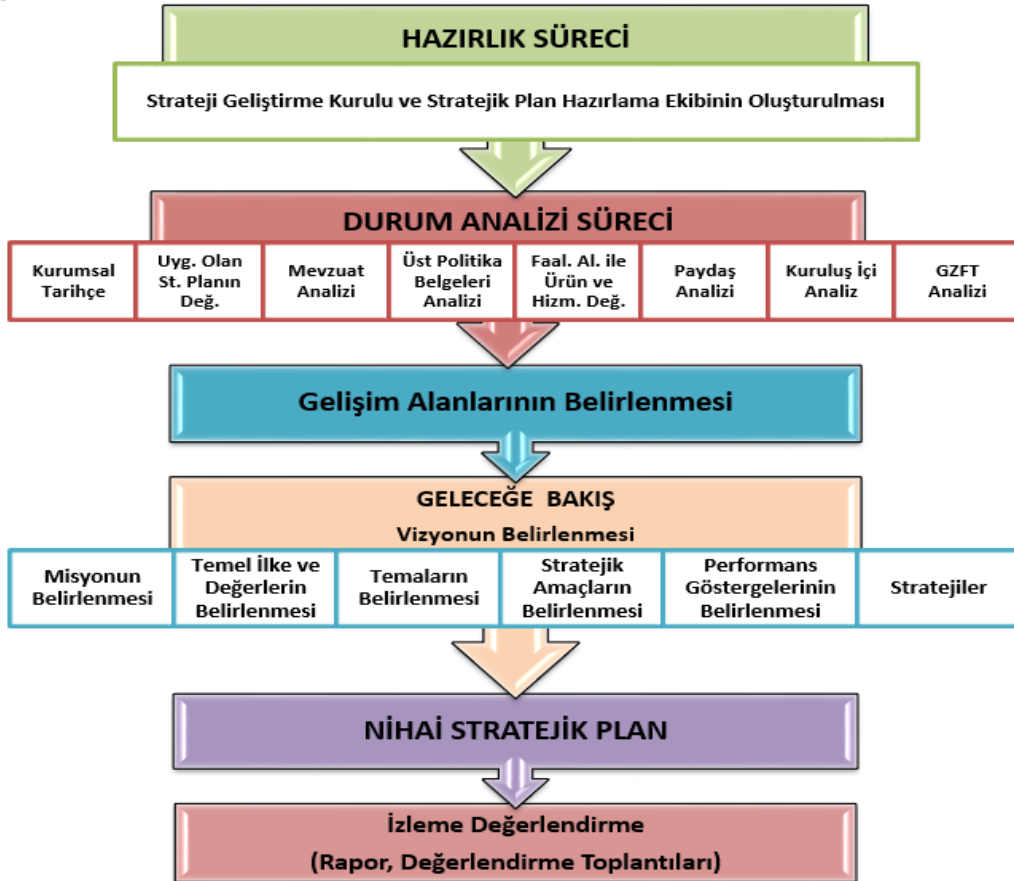 HAZIRLIK SÜRECİ
Strateji Geliştirme Kurulu ve Stratejik Plan Hazırlama Ekibinin Oluşturulması
DURUM ANALİZİ SÜRECİ
Kurumsal
Tarihçe
Uyg. Olan
St. Planın
Değ.
Mevzuat
Analizi
Üst Politika
Belgeleri
Analizi
Faal. Al. ile
Ürün ve
Hizm. Değ.
Paydaş
Analizi
Kuruluş İçi
Analiz
GZFT
Analizi
Gelişim Alanlarının Belirlenmesi
GELECEĞE BAKIŞ
Vizyonun Belirlenmesi
Misyonun
Belirlenmesi
Temel İlke ve
Değerlerin
Belirlenmesi
Temaların
Belirlenmesi
Stratejik
Amaçların
Belirlenmesi
Performans
Göstergelerinin
Belirlenmesi
Stratejiler
NİHAİ STRATEJİK PLAN
İzleme Değerlendirme
(Rapor, Değerlendirme Toplantıları)